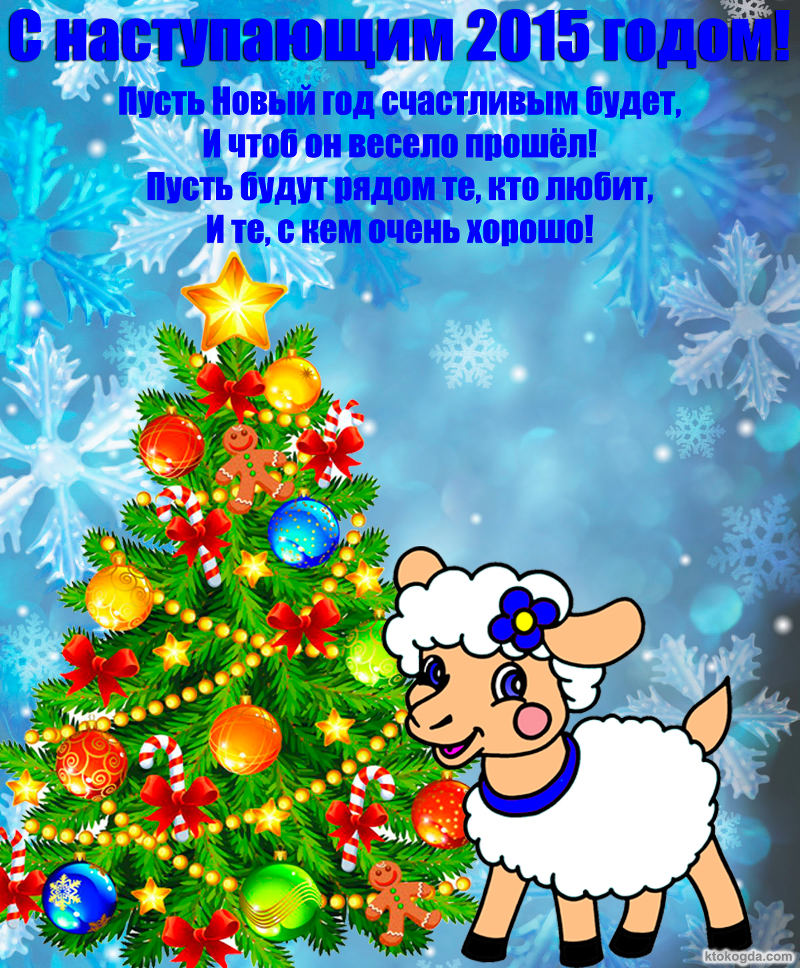 С наступающим 2015 годом!
Пусть Новый год счастливым будет,
И чтоб он весело прошёл!
Пусть будут рядом те, кто любит,
И те, с кем очень хорошо!
ktokogda.com